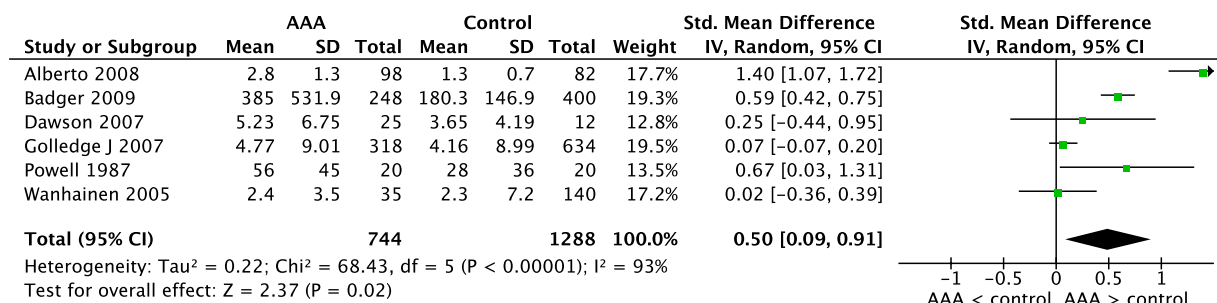 AAA Control Std. Mean Difference Std. Mean Difference
Study or Subgroup Mean SD Total Mean SD Total Weight IV, Random, 95% CI IV, Random, 95% CI
Alberto 2008 2.8 1.3 98 1.3 0.7 82 17.7% 1.40 [1.07, 1.72]
Badger 2009 385 531.9 248 180.3 146.9 400 19.3% 0.59 [0.42, 0.75]
Dawson 2007 5.23 6.75 25 3.65 4.19 12 12.8% 0.25 [−0.44, 0.95]
Golledge J 2007 4.77 9.01 318 4.16 8.99 634 19.5% 0.07 [−0.07, 0.20]
Powell 1987 56 45 20 28 36 20 13.5% 0.67 [0.03, 1.31]
Wanhainen 2005 2.4 3.5 35 2.3 7.2 140 17.2% 0.02 [−0.36, 0.39]
Total (95% CI) 744 1288 100.0% 0.50 [0.09, 0.91]
Heterogeneity: Tau² = 0.22; Chi² = 68.43, df = 5 (P < 0.00001); I² = 93%
Test for overall effect: Z = 2.37 (P = 0.02)
−1 −0.5 0 0.5 1
AAA < control AAA > control